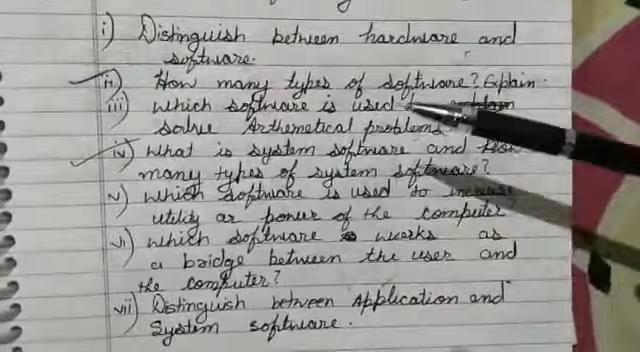 i) Distinguish between hardware and
software.
ii) How many types of software? Explain.
iii) which software is used
solve Arthemetical problems
iv) What is system software and How
many types of system software?
v) which software is used to increase
utility or power of the computer
vi) which software works as
a bridge between the user and
the computer?
vii) Distinguish between Application and
System software.